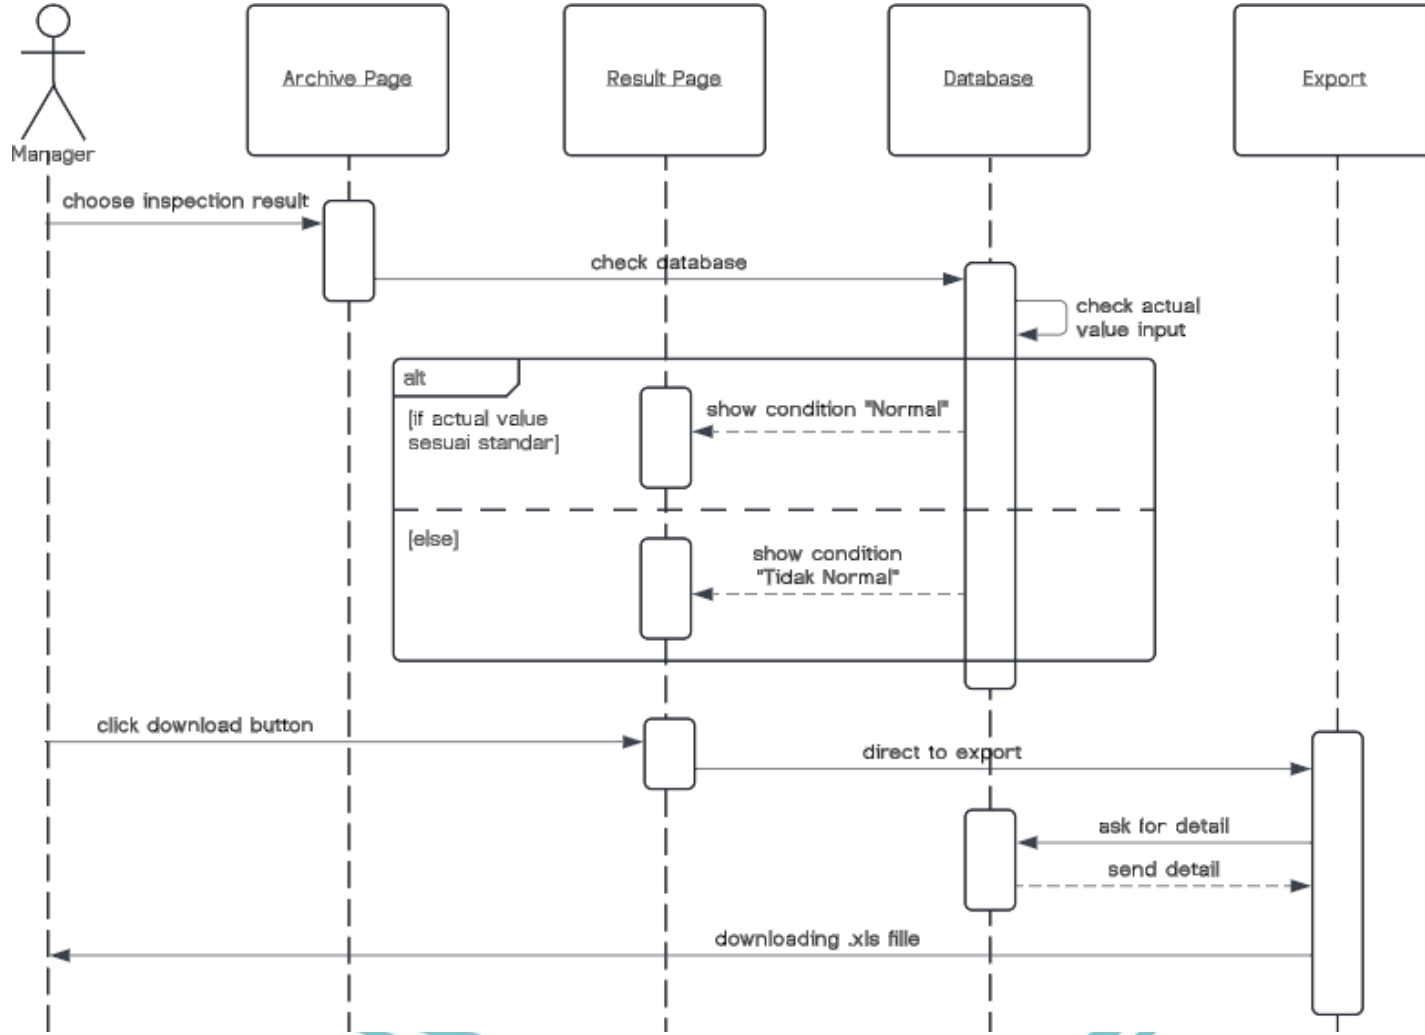 Manager
Archive Page
Result Page
Database
Export
choose inspection result
check database
check actual
value input
alt
[if actual value
sesuai standar]
show condition "Normal"
[else]
show condition
"Tidak Normal"
click download button
direct to export
ask for detail
send detail
downloading .xls fille